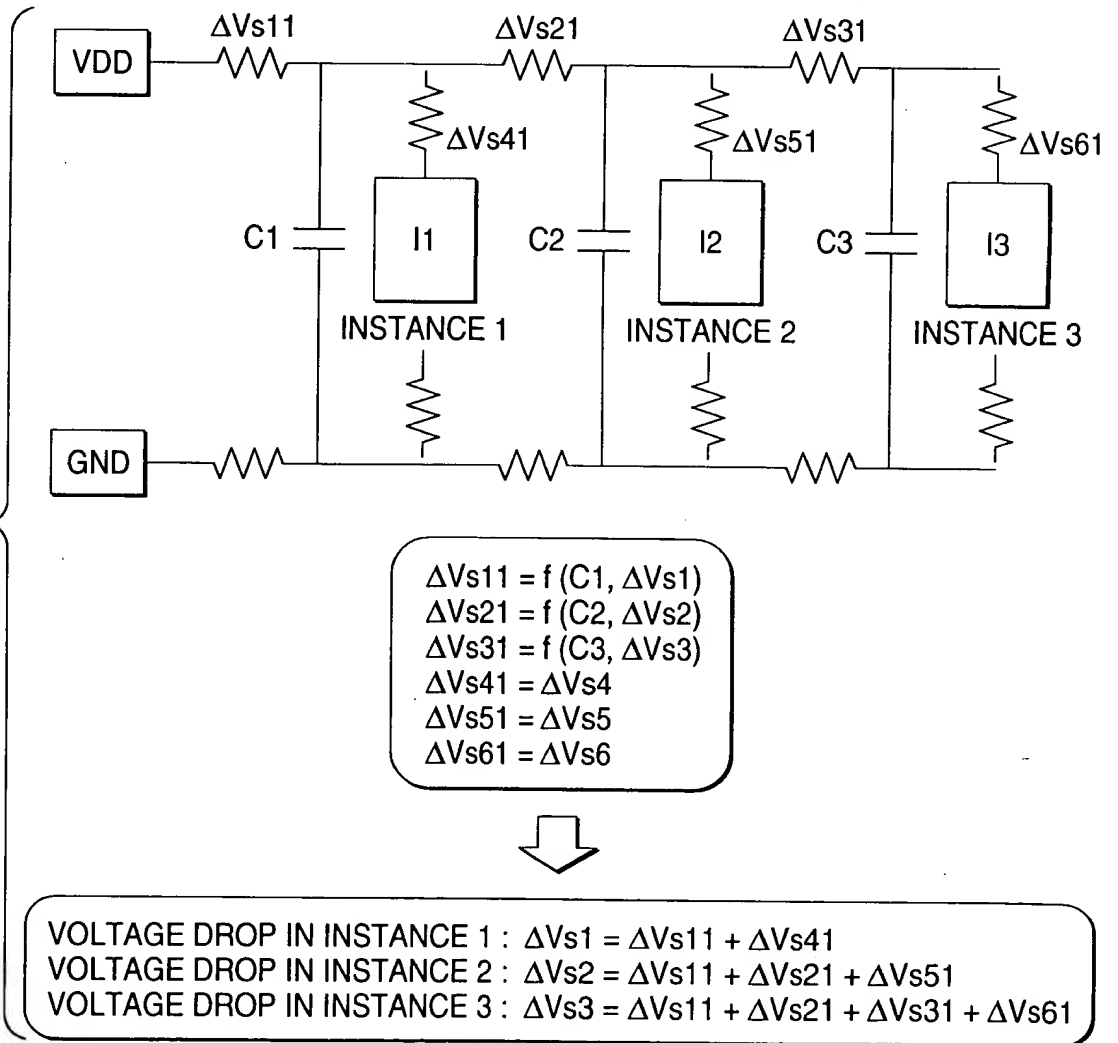 ΔVs11
ΔVs21
ΔVs31
VDD
ΔVs41
ΔVs51
ΔVs61
C1
I1
C2
I2
C3
I3
INSTANCE 1
INSTANCE 2
INSTANCE 3
GND
ΔVs11 = f (C1, ΔVs1)
ΔVs21 = f (C2, ΔVs2)
ΔVs31 = f (C3, ΔVs3)
ΔVs41 = ΔVs4
ΔVs51 = ΔVs5
ΔVs61 = ΔVs6
VOLTAGE DROP IN INSTANCE 1 : ΔVs1 = ΔVs11 + ΔVs41
VOLTAGE DROP IN INSTANCE 2 : ΔVs2 = ΔVs11 + ΔVs21 + ΔVs51
VOLTAGE DROP IN INSTANCE 3 : ΔVs3 = ΔVs11 + ΔVs21 + ΔVs31 + ΔVs61